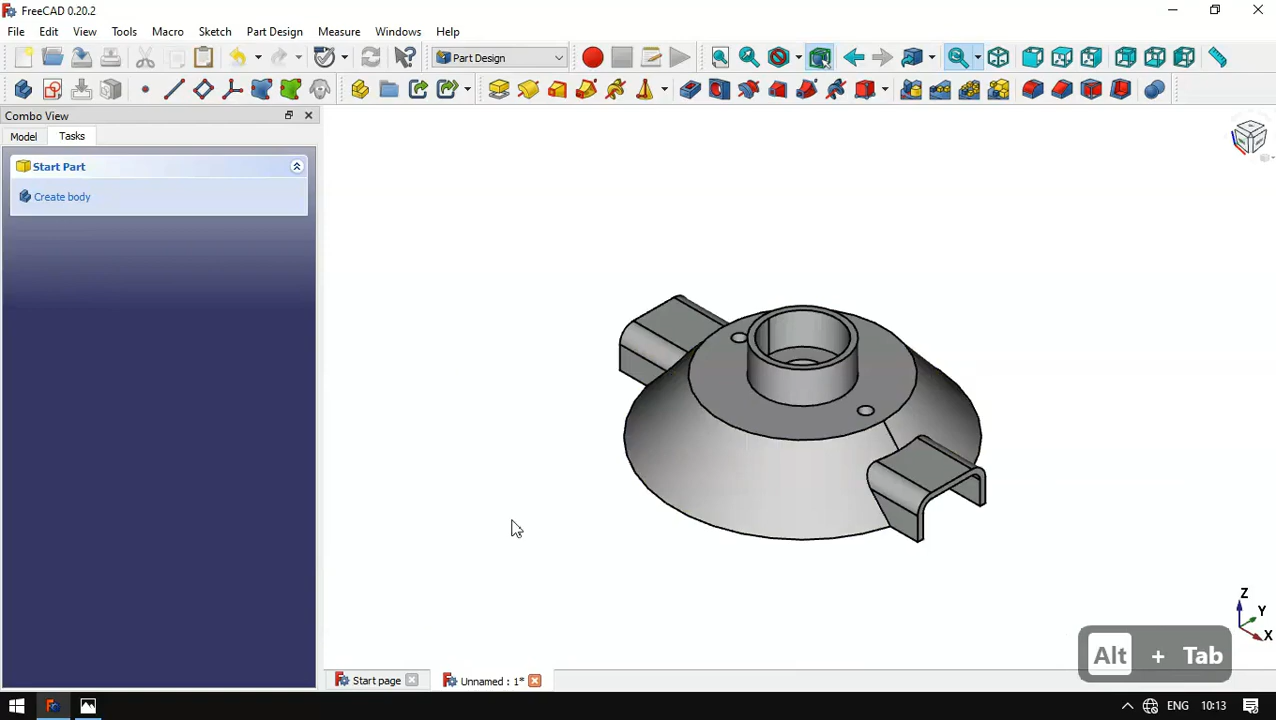 FreeCAD 0.20.2
File Edit View Tools Macro Sketch Part Design Measure Windows Help
Part Design
Combo View
Model Tasks
Start Part
Create body
Z
Y
X
Alt + Tab
Start page Unnamed : 1*
ENG 10:13